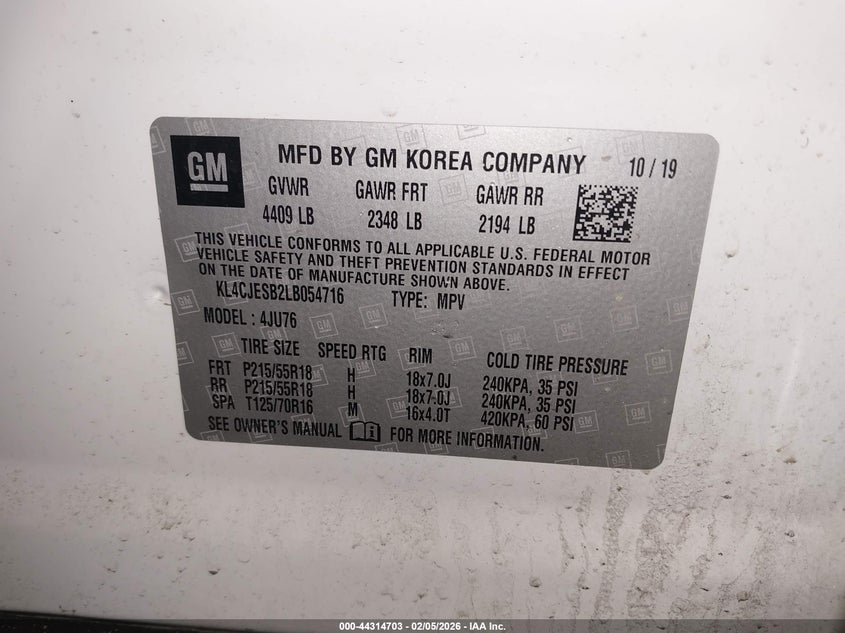 GM MFD BY GM KOREA COMPANY 10 / 19
GVWR GAWR FRT GAWR RR
4409 LB 2348 LB 2194 LB
THIS VEHICLE CONFORMS TO ALL APPLICABLE U.S. FEDERAL MOTOR
VEHICLE SAFETY AND THEFT PREVENTION STANDARDS IN EFFECT
ON THE DATE OF MANUFACTURE SHOWN ABOVE.
KL4CJESB2LB054716 TYPE: MPV
MODEL : 4JU76
TIRE SIZE SPEED RTG RIM COLD TIRE PRESSURE
FRT P215/55R18 H 18x7.0J 240KPA, 35 PSI
RR P215/55R18 H 18x7.0J 240KPA, 35 PSI
SPA T125/70R16 M 16x4.0T 420KPA, 60 PSI
SEE OWNER'S MANUAL FOR MORE INFORMATION.
000-44314703 - 02/05/2026 - IAA Inc.